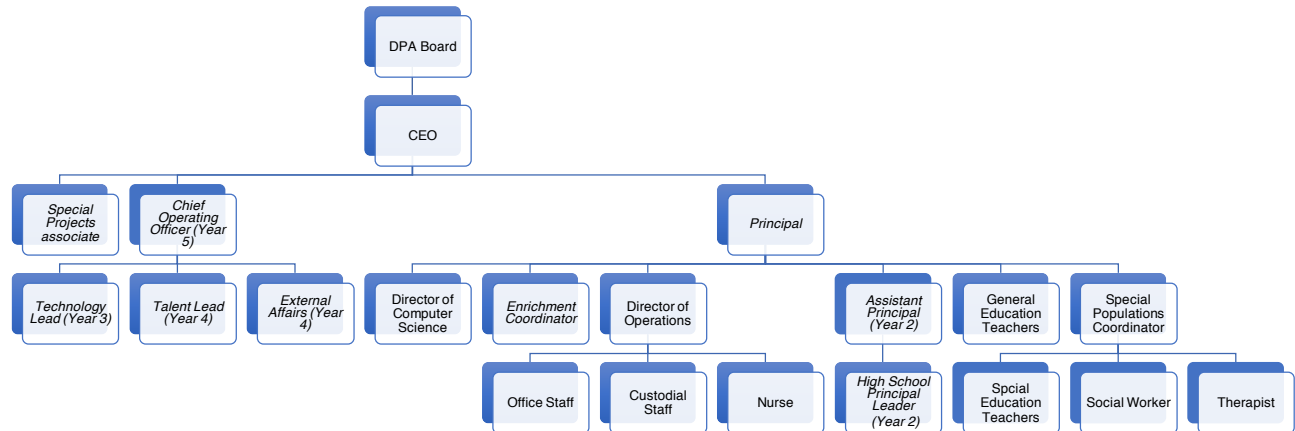 DPA Board
CEO
Special
Projects
associate
Chief
Operating
Officer (Year
5)
Principal
Technology
Lead (Year 3)
Talent Lead
(Year 4)
External
Affairs (Year
4)
Director of
Computer
Science
Enrichment
Coordinator
Director of
Operations
Assistant
Principal
(Year 2)
General
Education
Teachers
Special
Populations
Coordinator
Office Staff
Custodial
Staff
Nurse
High School
Principal
Leader
(Year 2)
Spcial
Education
Teachers
Social Worker
Therapist